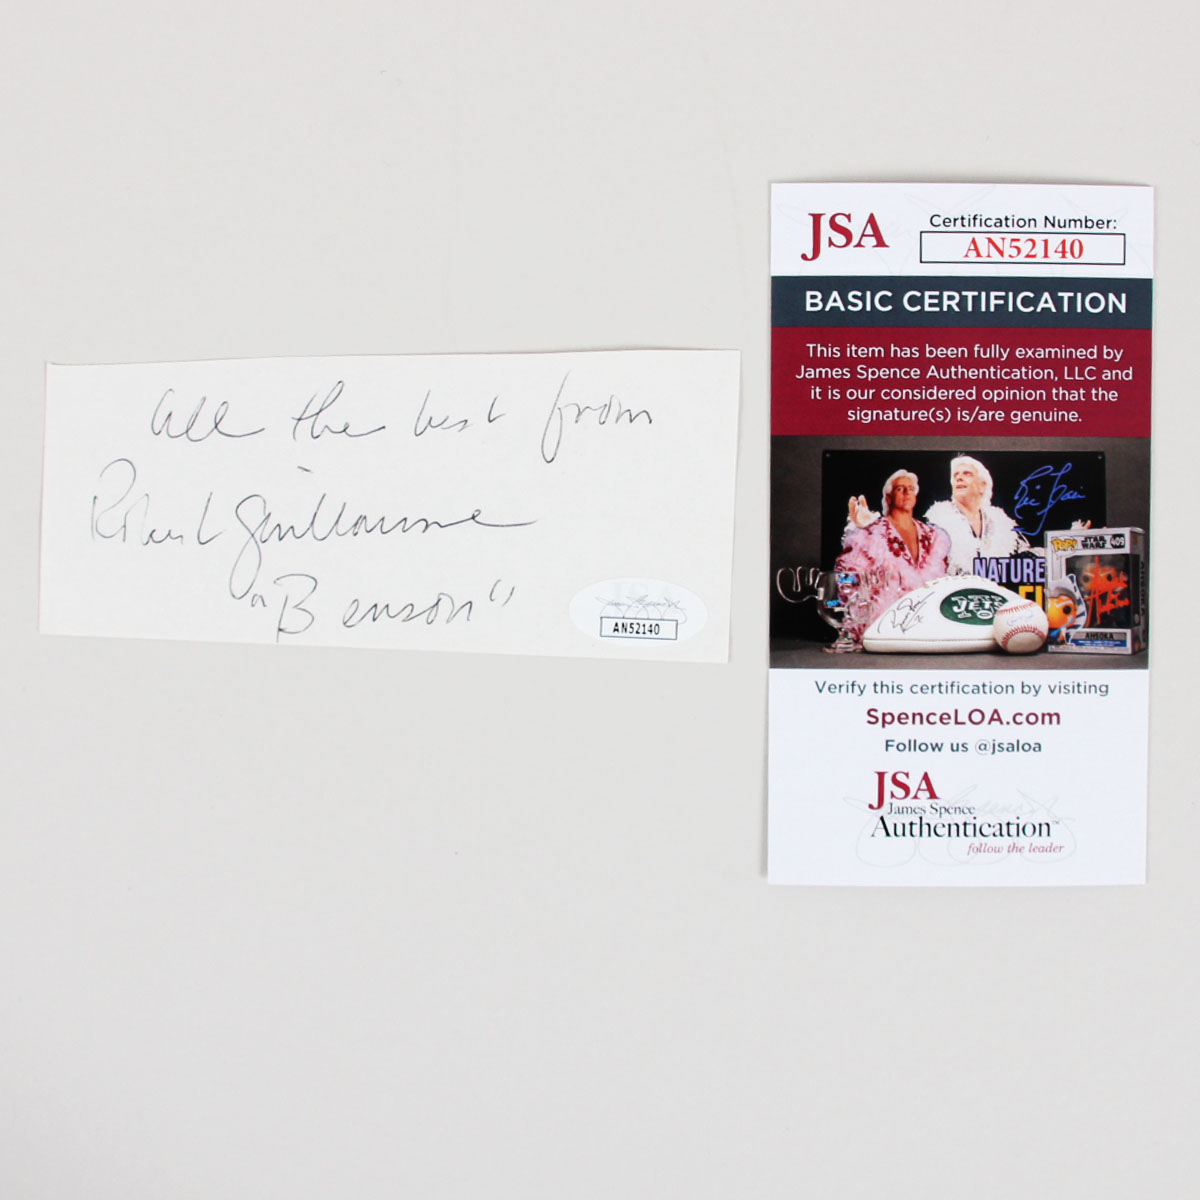 all the best from
Robert Guillaume
"Benson"
JSA
AN52140
JSA
Certification Number:
AN52140
BASIC CERTIFICATION
This item has been fully examined by
James Spence Authentication, LLC and
it is our considered opinion that the
signature(s) is/are genuine.
NATURE
JETS
POP!
STAR
WARS
409
AHSOKA
Verify this certification by visiting
SpenceLOA.com
Follow us @jsaloa
JSA
James Spence
Authentication™
follow the leader